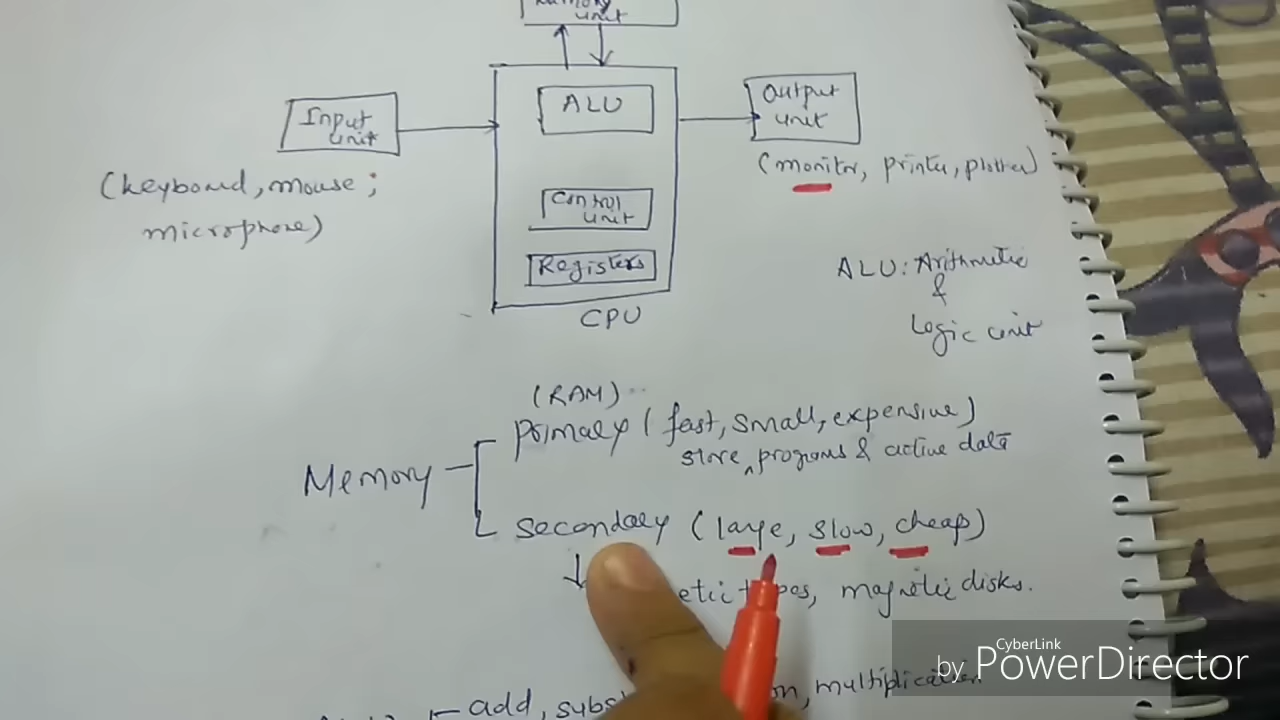 unit
ALU
Input
unit
Output
unit
(keyboard, mouse;
microphone)
(monitor, printer, plotter)
Control
unit
Registers
CPU
ALU: Arithmetic
&
Logic unit
(RAM)
Primary (fast, small, expensive)
store, programs & active data
Memory
Secondary (large, slow, cheap)
magnetic disks.
add,
multiplication
CyberLink
by PowerDirector